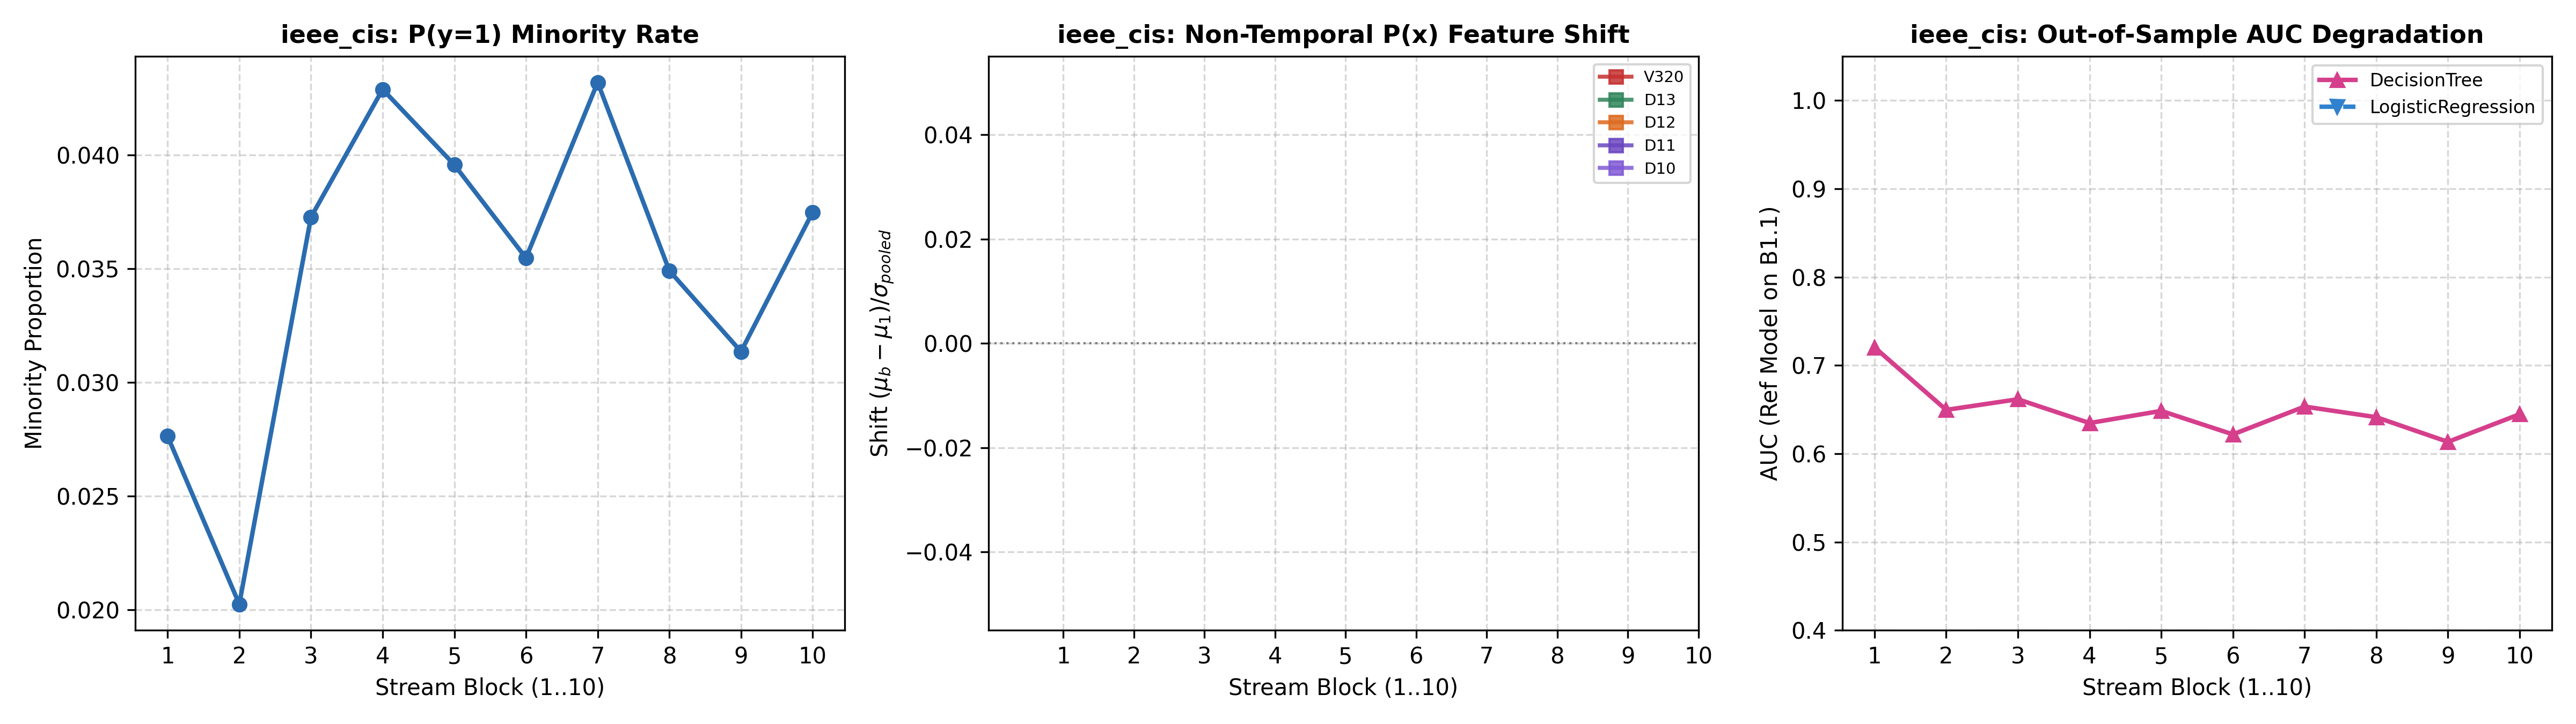 ieee_cis: P(y=1) Minority Rate
Minority Proportion
0.040
0.035
0.030
0.025
0.020
1 2 3 4 5 6 7 8 9 10
Stream Block (1..10)
ieee_cis: Non-Temporal P(x) Feature Shift
Shift (μ_b − μ_1)/σ_pooled
0.04
0.02
0.00
−0.02
−0.04
V320
D13
D12
D11
D10
1 2 3 4 5 6 7 8 9 10
Stream Block (1..10)
ieee_cis: Out-of-Sample AUC Degradation
AUC (Ref Model on B1.1)
1.0
0.9
0.8
0.7
0.6
0.5
0.4
DecisionTree
LogisticRegression
1 2 3 4 5 6 7 8 9 10
Stream Block (1..10)